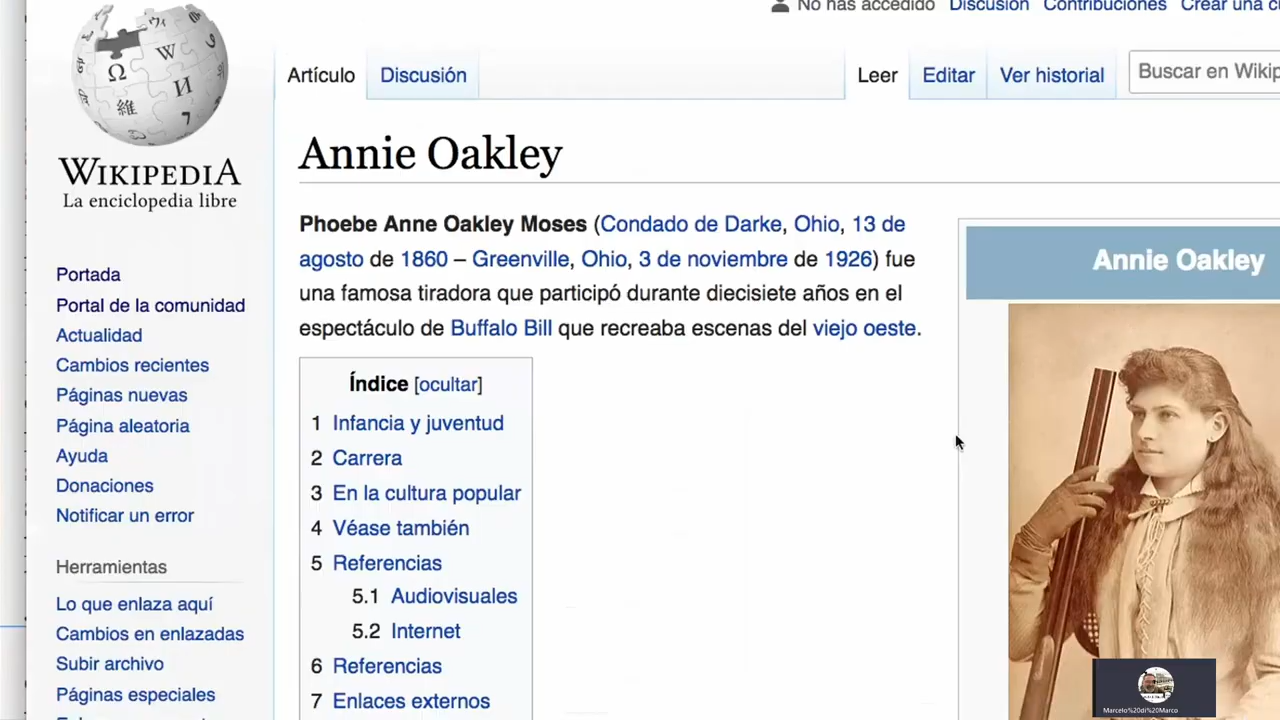 No has accedido Discusión Contribuciones Crear una
Artículo Discusión Leer Editar Ver historial Buscar en
WIKIPEDIA
La enciclopedia libre
Annie Oakley
Phoebe Anne Oakley Moses (Condado de Darke, Ohio, 13 de
agosto de 1860 – Greenville, Ohio, 3 de noviembre de 1926) fue
una famosa tiradora que participó durante diecisiete años en el
espectáculo de Buffalo Bill que recreaba escenas del viejo oeste.
Annie Oakley
Portada
Portal de la comunidad
Actualidad
Cambios recientes
Páginas nuevas
Página aleatoria
Ayuda
Donaciones
Notificar un error
Herramientas
Lo que enlaza aquí
Cambios en enlazadas
Subir archivo
Páginas especiales
Índice [ocultar]
1 Infancia y juventud
2 Carrera
3 En la cultura popular
4 Véase también
5 Referencias
5.1 Audiovisuales
5.2 Internet
6 Referencias
7 Enlaces externos
Marcelo%20di%20Marco